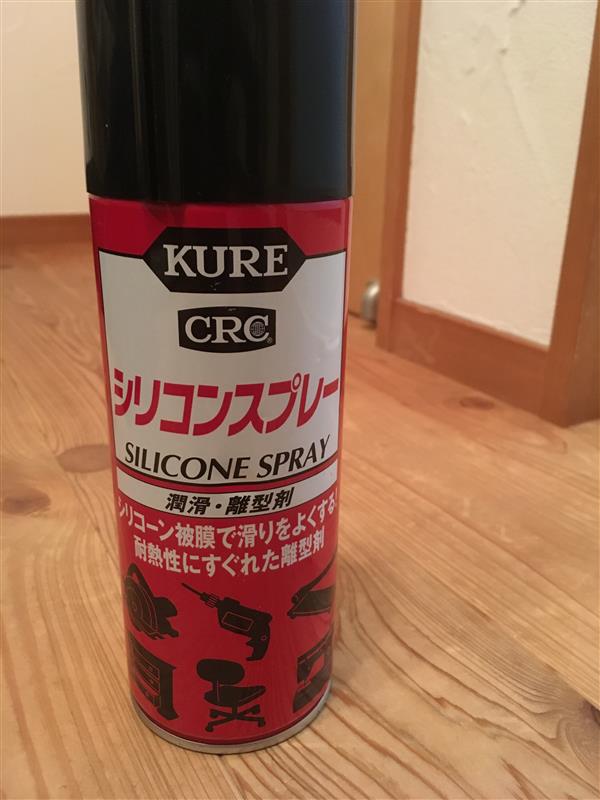 KURE
CRC®
シリコンスプレー
SILICONE SPRAY
潤滑・離型剤
シリコーン被膜で滑りをよくする!
耐熱性にすぐれた離型剤